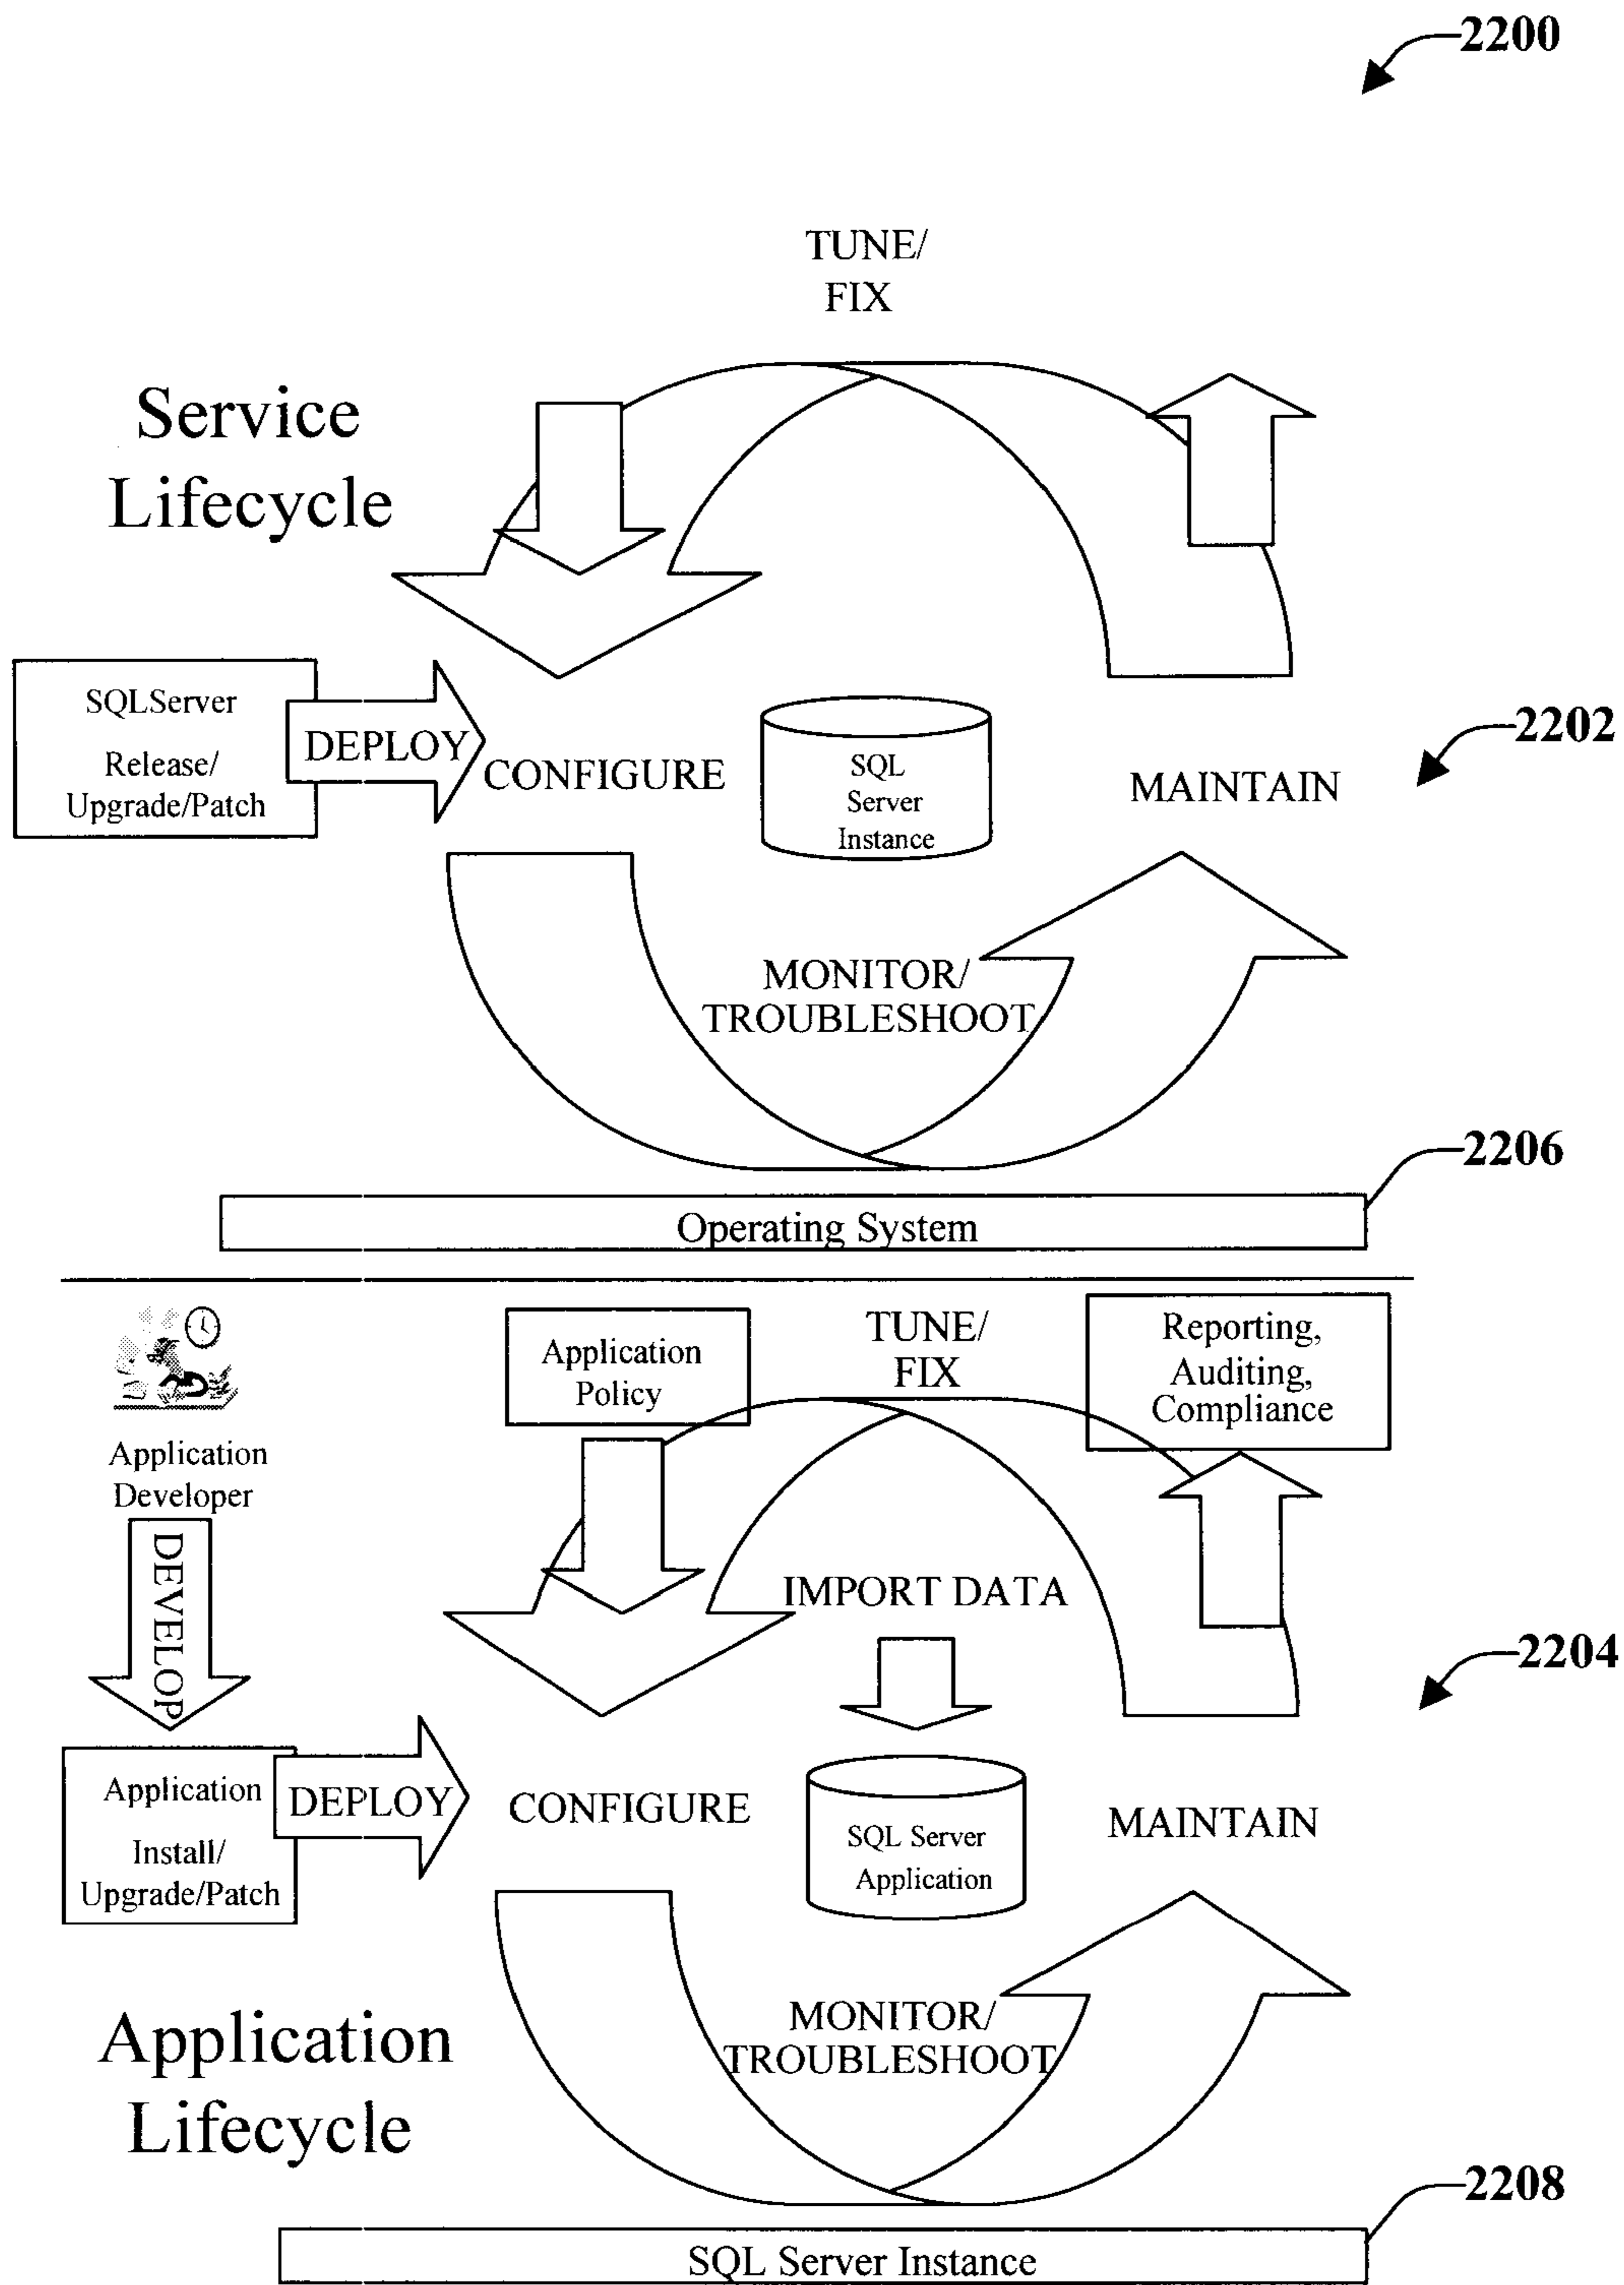 2200
TUNE/
FIX
Service
Lifecycle
SQLServer
Release/
Upgrade/Patch
DEPLOY
CONFIGURE
SQL
Server
Instance
MAINTAIN
2202
MONITOR/
TROUBLESHOOT
2206
Operating System
Application
Policy
TUNE/
FIX
Reporting,
Auditing,
Compliance
Application
Developer
DEVELOP
IMPORT DATA
2204
Application
Install/
Upgrade/Patch
DEPLOY
CONFIGURE
SQL Server
Application
MAINTAIN
MONITOR/
TROUBLESHOOT
Application
Lifecycle
2208
SQL Server Instance